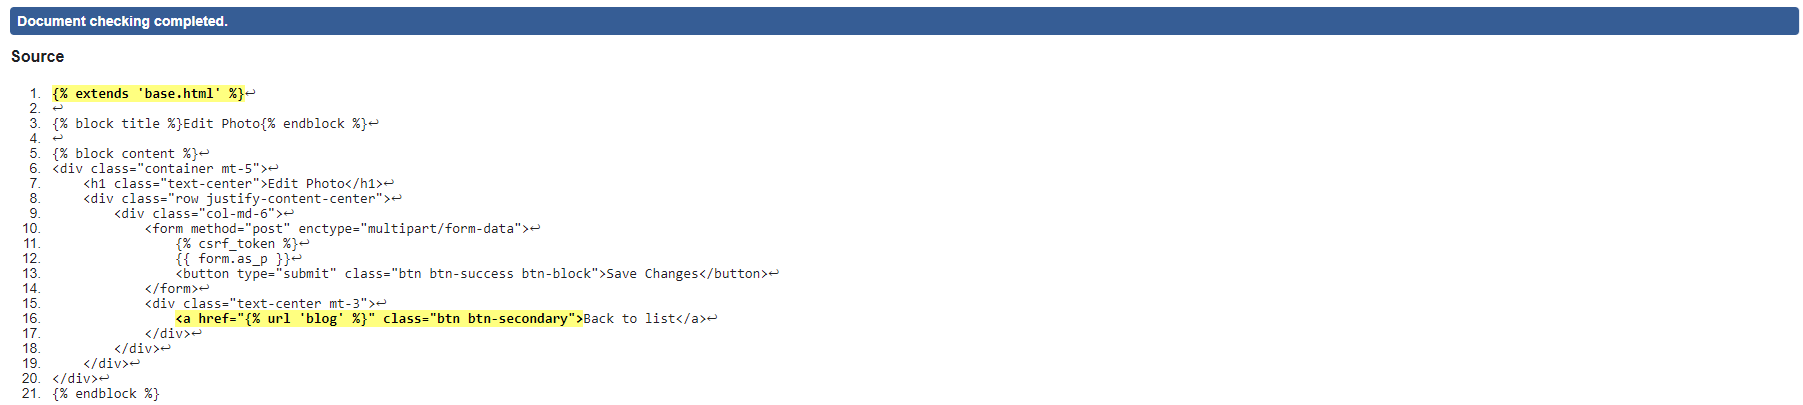 Document checking completed.
Source
1. {% extends 'base.html' %}↩
2. ↩
3. {% block title %}Edit Photo{% endblock %}↩
4. ↩
5. {% block content %}↩
6. <div class="container mt-5">↩
7. <h1 class="text-center">Edit Photo</h1>↩
8. <div class="row justify-content-center">↩
9. <div class="col-md-6">↩
10. <form method="post" enctype="multipart/form-data">↩
11. {% csrf_token %}↩
12. {{ form.as_p }}↩
13. <button type="submit" class="btn btn-success btn-block">Save Changes</button>↩
14. </form>↩
15. <div class="text-center mt-3">↩
16. <a href="{% url 'blog' %}" class="btn btn-secondary">Back to list</a>↩
17. </div>↩
18. </div>↩
19. </div>↩
20. </div>↩
21. {% endblock %}